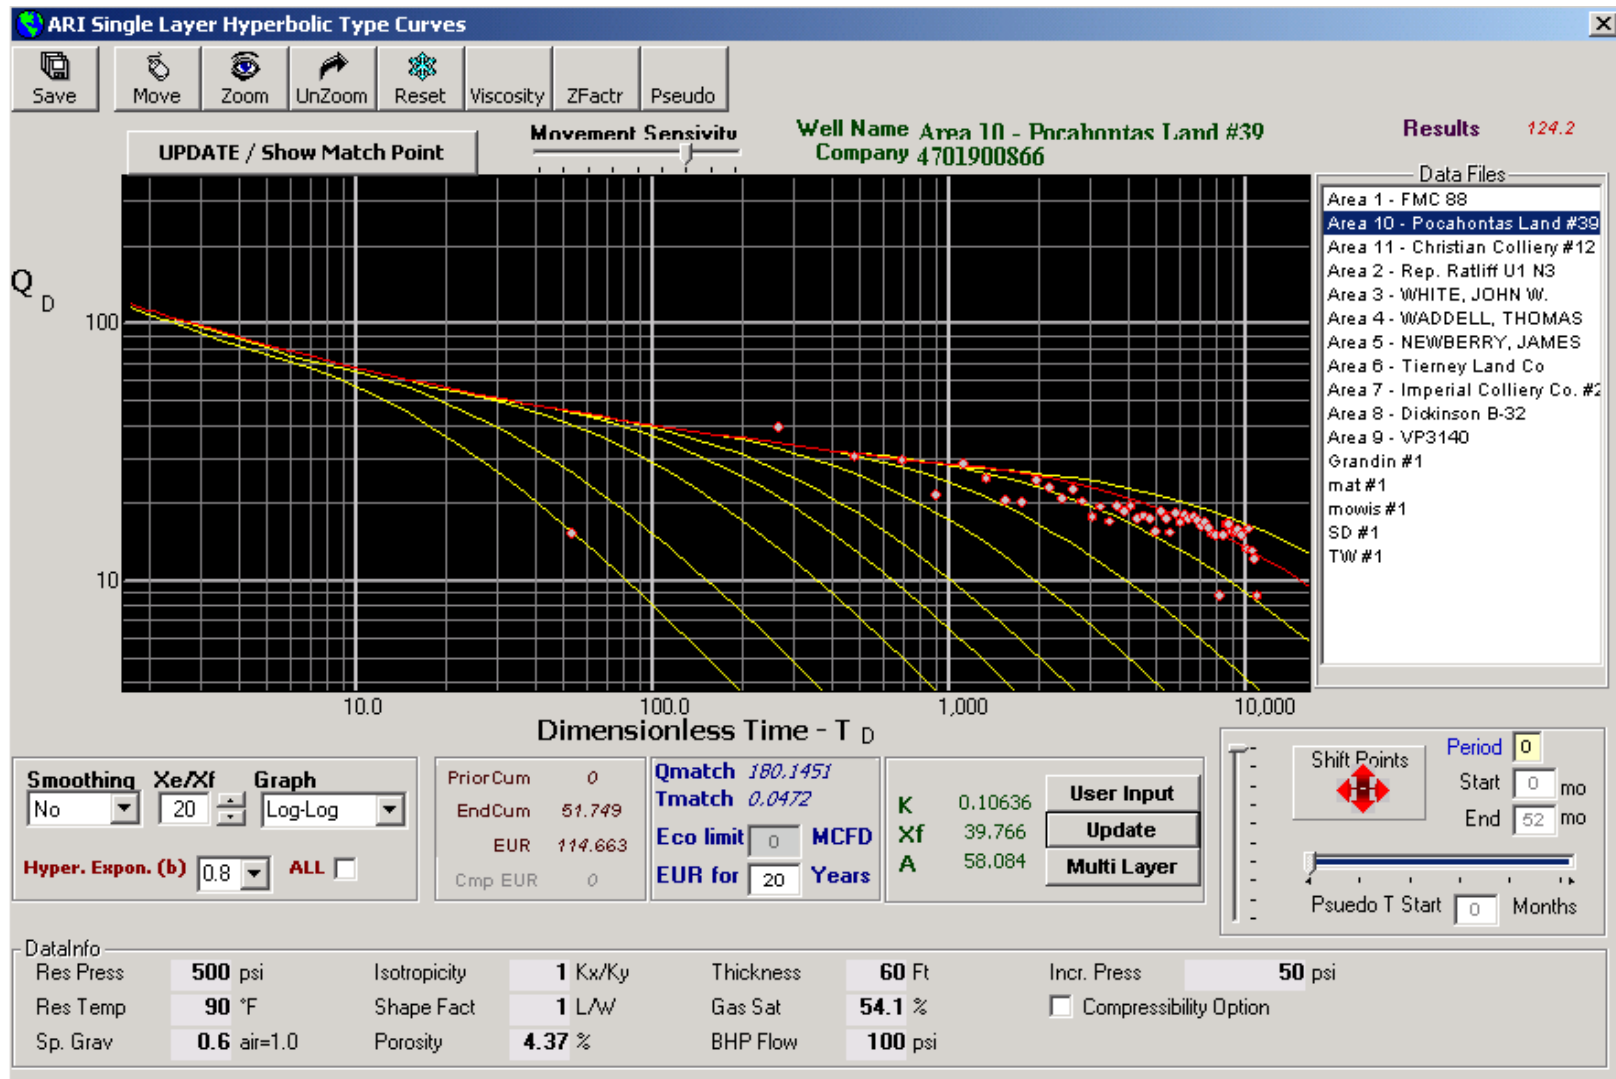 ARI Single Layer Hyperbolic Type Curves
Save Move Zoom UnZoom Reset Viscosity ZFactr Pseudo
UPDATE / Show Match Point
Movement Sensivitu
Well Name Area 10 - Pocahontas Land #39
Company 4701900866
Results 124.2
Data Files
Area 1 - FMC 88
Area 10 - Pocahontas Land #39
Area 11 - Christian Colliery #12
Area 2 - Rep. Ratliff U1 N3
Area 3 - WHITE, JOHN W.
Area 4 - WADDELL, THOMAS
Area 5 - NEWBERRY, JAMES
Area 6 - Tierney Land Co
Area 7 - Imperial Colliery Co. #2
Area 8 - Dickinson B-32
Area 9 - VP3140
Grandin #1
mat #1
mowis #1
SD #1
TW #1
Q D
100
10
10.0 100.0 1,000 10,000
Dimensionless Time - T D
Smoothing Xe/Xf Graph
No 20 Log-Log
Hyper. Expon. (b) 0.8 ALL
PriorCum 0
EndCum 51.749
EUR 114.663
Cmp EUR 0
Qmatch 180.1451
Tmatch 0.0472
Eco limit 0 MCFD
EUR for 20 Years
K 0.10636
Xf 39.766
A 58.084
User Input
Update
Multi Layer
Shift Points
Period 0
Start 0 mo
End 52 mo
Psuedo T Start 0 Months
DataInfo
Res Press 500 psi Isotropicity 1 Kx/Ky Thickness 60 Ft Incr. Press 50 psi
Res Temp 90 °F Shape Fact 1 L/W Gas Sat 54.1 % Compressibility Option
Sp. Grav 0.6 air=1.0 Porosity 4.37 % BHP Flow 100 psi